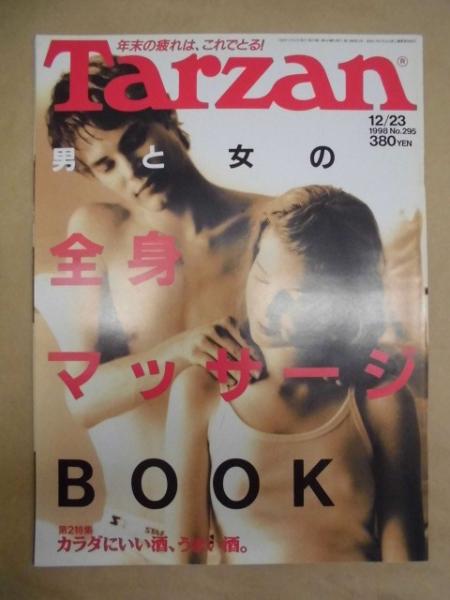 年末の疲れは、これでとる!
Tarzan®
12/23
1998 No.295
380YEN
男と女の
全身
マッサージ
BOOK
第2特集
カラダにいい酒、うまい酒。